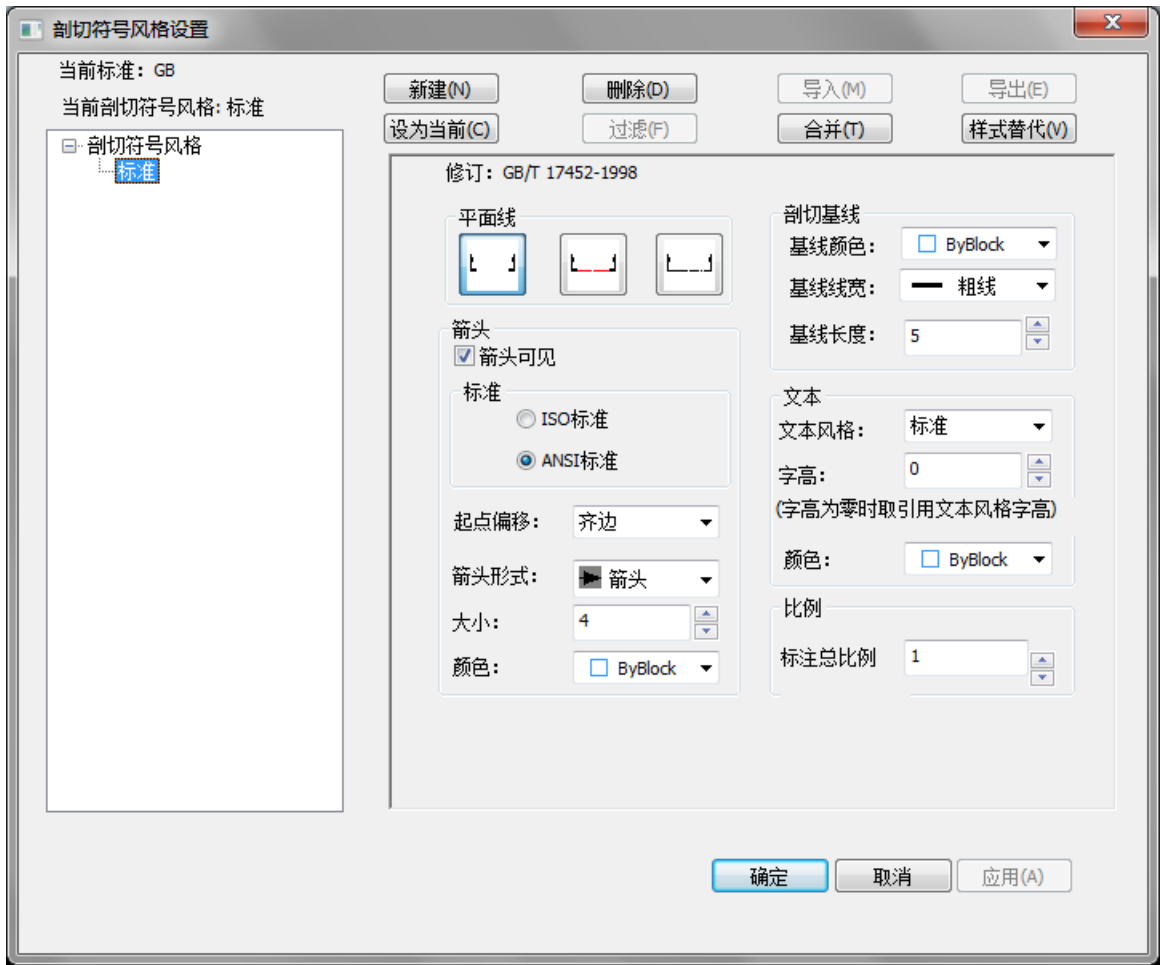 剖切符号风格设置
当前标准：GB
当前剖切符号风格: 标准
剖切符号风格
标准
新建(N)
删除(D)
导入(M)
导出(E)
设为当前(C)
过滤(F)
合并(T)
样式替代(V)
修订：GB/T 17452-1998
平面线
箭头
箭头可见
标准
ISO标准
ANSI标准
起点偏移：
齐边
箭头形式：
箭头
大小：
4
颜色：
ByBlock
剖切基线
基线颜色：
ByBlock
基线线宽：
粗线
基线长度：
5
文本
文本风格：
标准
字高：
0
(字高为零时取引用文本风格字高)
颜色：
ByBlock
比例
标注总比例
1
确定
取消
应用(A)